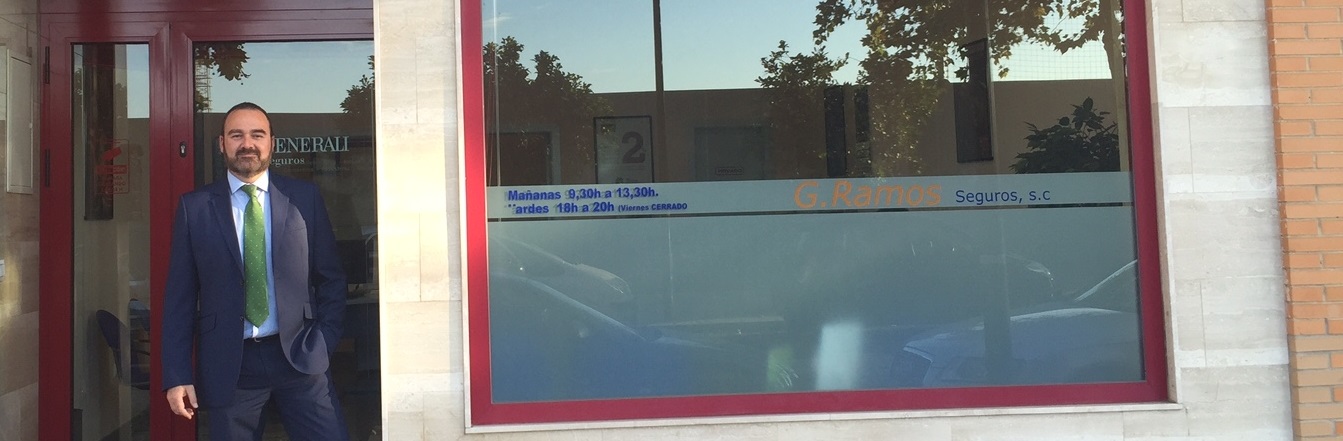 GENERALI
Seguros
2
Mañanas 9,30h a 13,30h.
Tardes 18h a 20h (Viernes CERRADO
G.Ramos Seguros, s.c